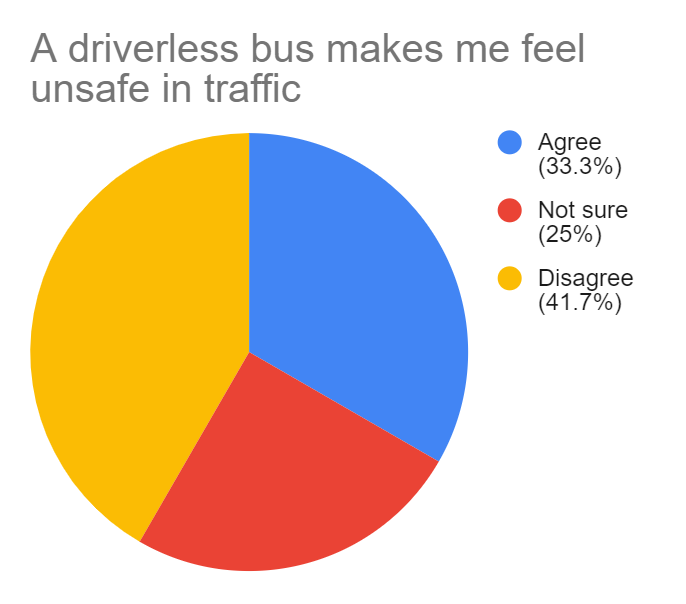 A driverless bus makes me feel
unsafe in traffic
Agree
(33.3%)
Not sure
(25%)
Disagree
(41.7%)